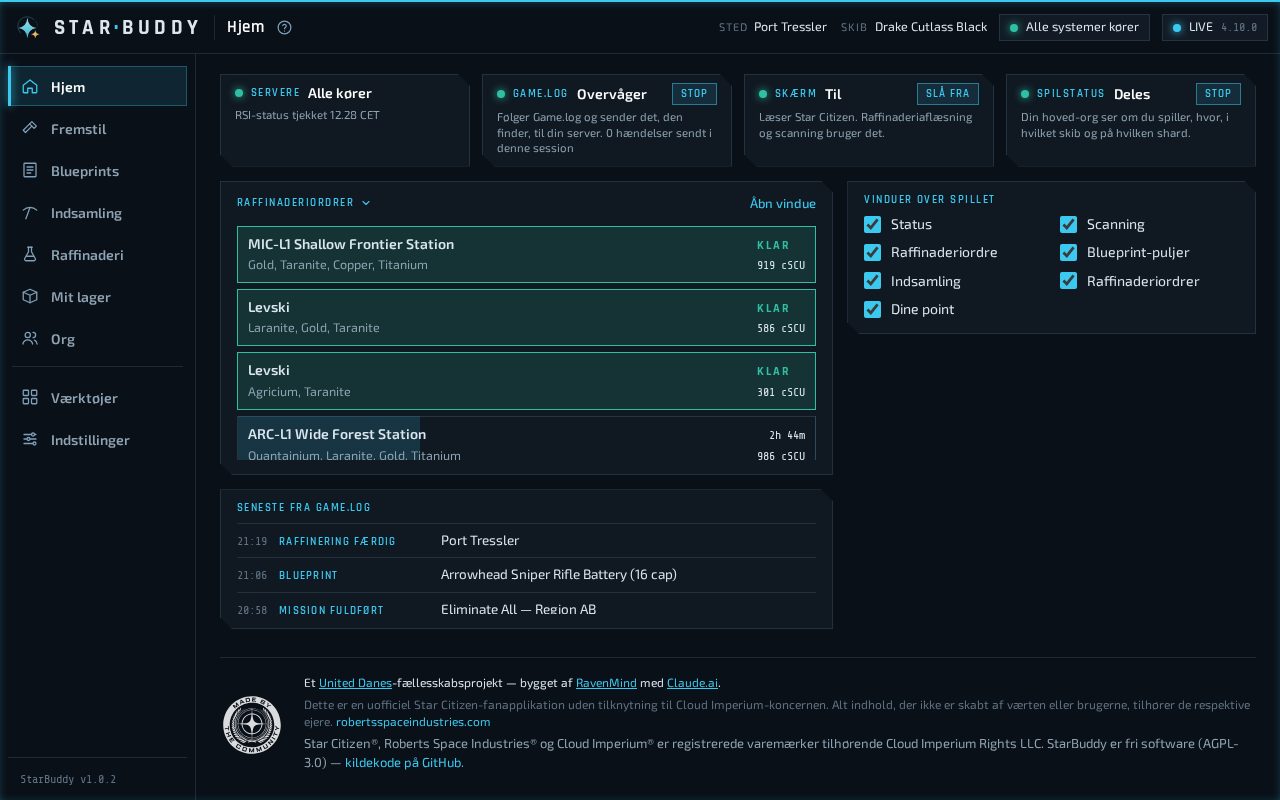 STAR·BUDDY
Hjem
STED Port Tressler
SKIB Drake Cutlass Black
Alle systemer kører
LIVE 4.10.0
Hjem
Fremstil
Blueprints
Indsamling
Raffinaderi
Mit lager
Org
Værktøjer
Indstillinger
StarBuddy v1.0.2
SERVERE Alle kører
RSI-status tjekket 12.28 CET
GAME.LOG Overvåger STOP
Følger Game.log og sender det, den
finder, til din server. 0 hændelser sendt i
denne session
SKÆRM Til SLÅ FRA
Læser Star Citizen. Raffinaderiaflæsning
og scanning bruger det.
SPILSTATUS Deles STOP
Din hoved-org ser om du spiller, hvor, i
hvilket skib og på hvilken shard.
RAFFINADERIORDRER
Åbn vindue
MIC-L1 Shallow Frontier Station KLAR
Gold, Taranite, Copper, Titanium 919 cSCU
Levski KLAR
Laranite, Gold, Taranite 586 cSCU
Levski KLAR
Agricium, Taranite 301 cSCU
ARC-L1 Wide Forest Station 2h 44m
Quantainium, Laranite, Gold, Titanium 986 cSCU
VINDUER OVER SPILLET
Status
Scanning
Raffinaderiordre
Blueprint-puljer
Indsamling
Raffinaderiordrer
Dine point
SENESTE FRA GAME.LOG
21:19 RAFFINERING FÆRDIG Port Tressler
21:06 BLUEPRINT Arrowhead Sniper Rifle Battery (16 cap)
20:58 MISSION FULDFØRT Eliminate All — Region AB
MADE BY
THE COMMUNITY
Et United Danes-fællesskabsprojekt — bygget af RavenMind med Claude.ai.
Dette er en uofficiel Star Citizen-fanapplikation uden tilknytning til Cloud Imperium-koncernen. Alt indhold, der ikke er skabt af værten eller brugerne, tilhører de respektive
ejere. robertsspaceindustries.com
Star Citizen®, Roberts Space Industries® og Cloud Imperium® er registrerede varemærker tilhørende Cloud Imperium Rights LLC. StarBuddy er fri software (AGPL-
3.0) — kildekode på GitHub.